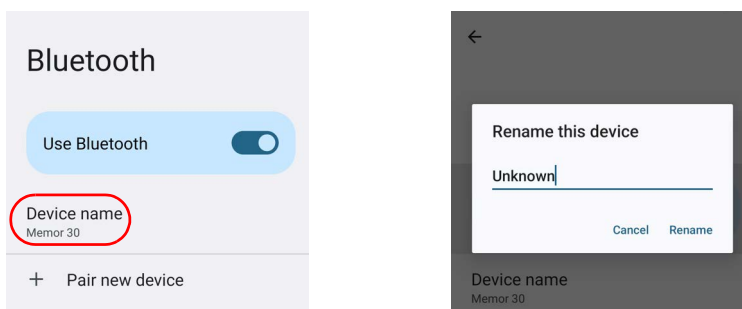 Bluetooth
Use Bluetooth
Device name
Memor 30
+ Pair new device
Rename this device
Unknown
Cancel Rename
Device name
Memor 30